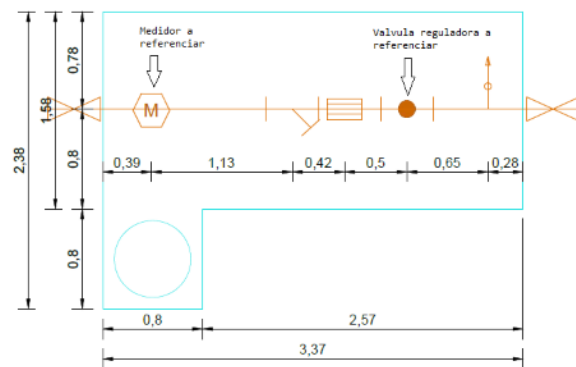 Medidor a
referenciar
Valvula reguladora a
referenciar
0,78
1,58
2,38
M
0,8
0,39
1,13
0,42
0,5
0,65
0,28
0,8
0,8
2,57
3,37